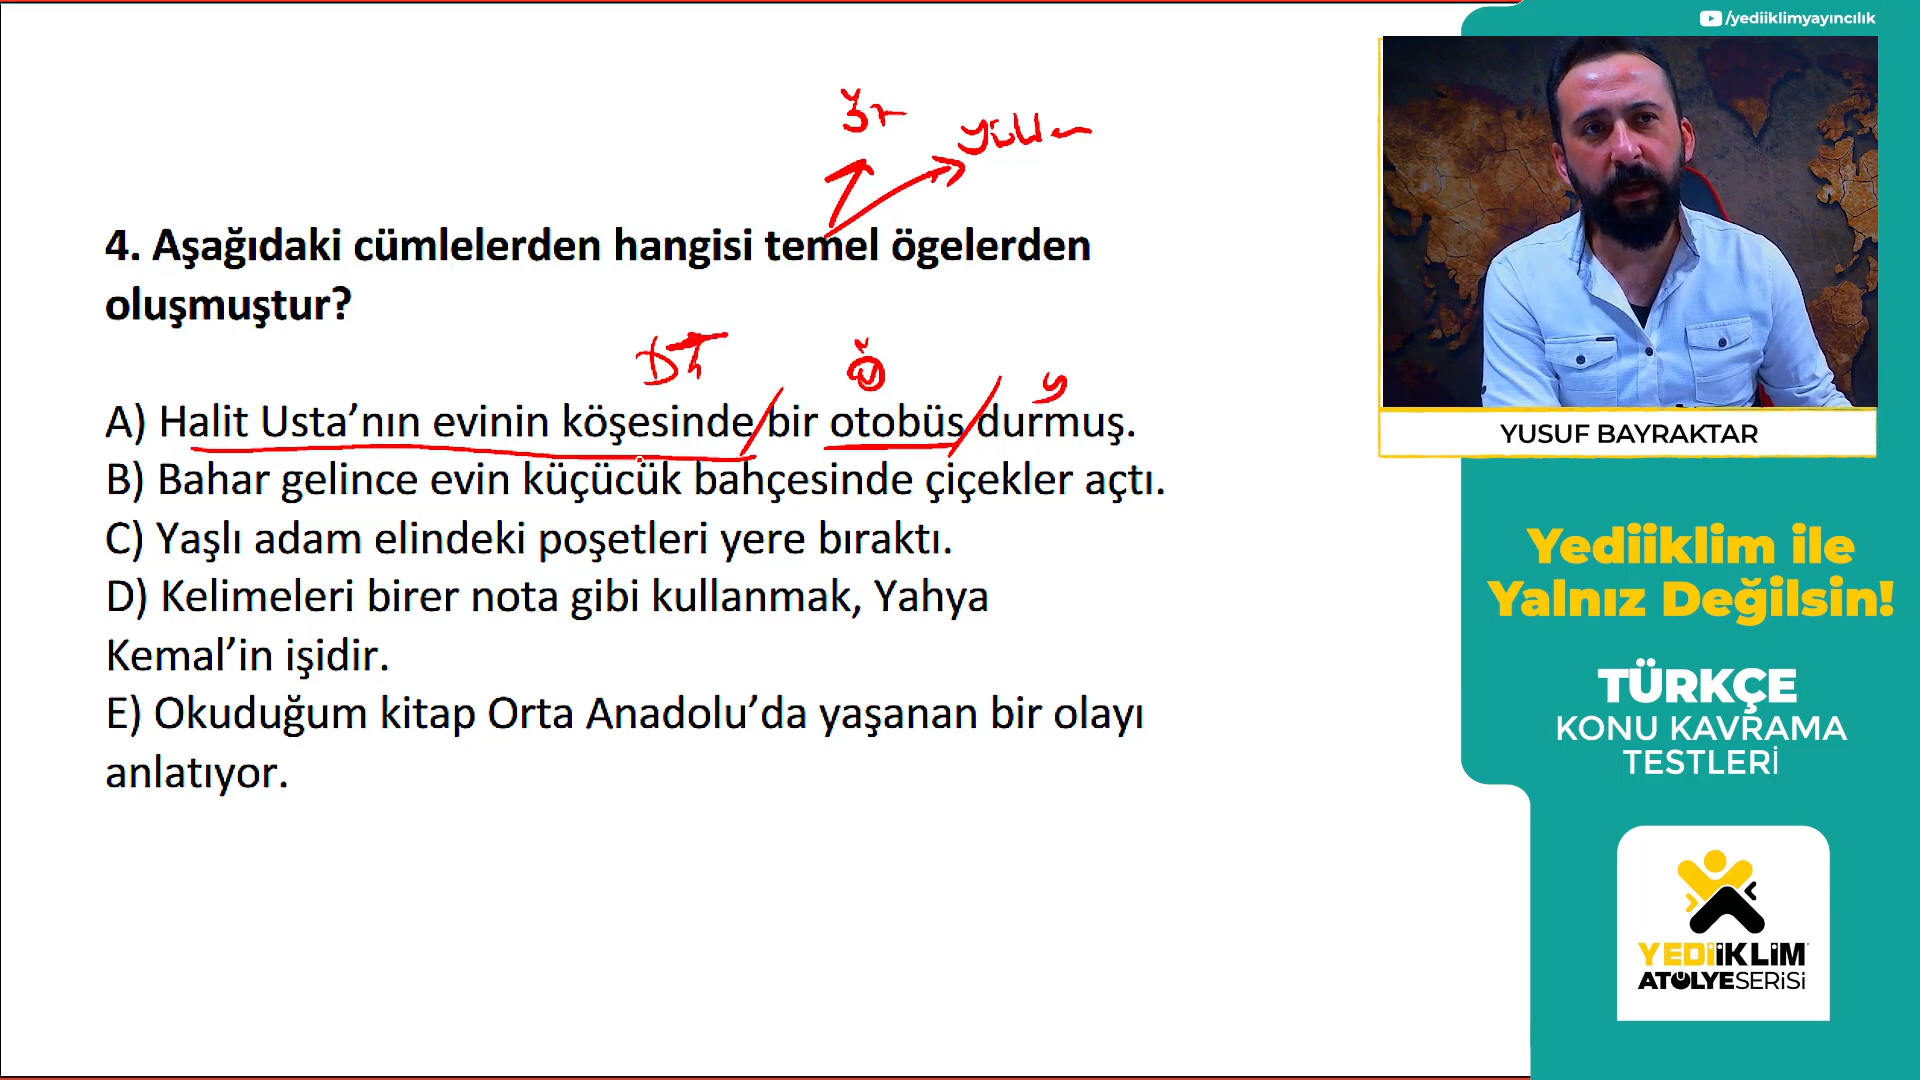 /yediiklimyayıncılık
Yüklem
4. Aşağıdaki cümlelerden hangisi temel ögelerden
oluşmuştur?
DT
Ö
y
A) Halit Usta’nın evinin köşesinde/bir otobüs/durmuş.
B) Bahar gelince evin küçücük bahçesinde çiçekler açtı.
C) Yaşlı adam elindeki poşetleri yere bıraktı.
D) Kelimeleri birer nota gibi kullanmak, Yahya
Kemal’in işidir.
E) Okuduğum kitap Orta Anadolu’da yaşanan bir olayı
anlatıyor.
YUSUF BAYRAKTAR
Yediiklim ile
Yalnız Değilsin!
TÜRKÇE
KONU KAVRAMA
TESTLERİ
YEDİİKLİM
ATÖLYESERİSİ